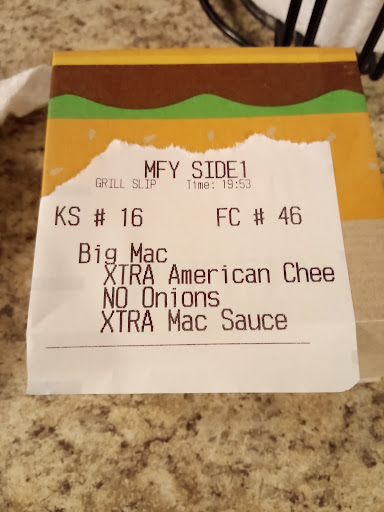 MFY SIDE1
GRILL SLIP Time: 19:53
KS # 16 FC # 46
Big Mac
XTRA American Chee
NO Onions
XTRA Mac Sauce